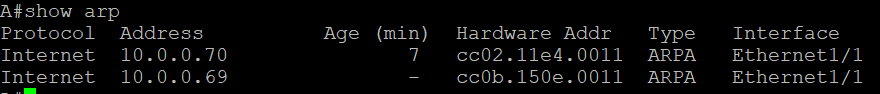 A#show arp
Protocol  Address          Age (min)  Hardware Addr   Type   Interface
Internet  10.0.0.70               7   cc02.11e4.0011  ARPA   Ethernet1/1
Internet  10.0.0.69               -   cc0b.150e.0011  ARPA   Ethernet1/1